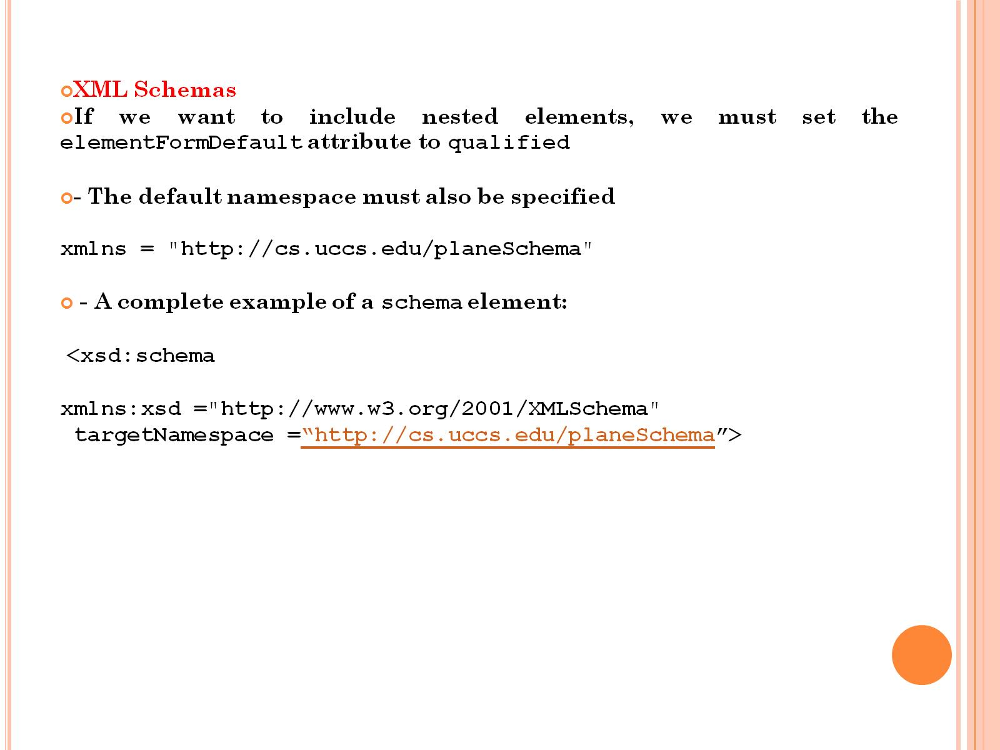 XML Schemas
If we want to include nested elements, we must set the
elementFormDefault attribute to qualified
- The default namespace must also be specified
xmlns = "http://cs.uccs.edu/planeSchema"
- A complete example of a schema element:
<xsd:schema
xmlns:xsd ="http://www.w3.org/2001/XMLSchema"
targetNamespace =“http://cs.uccs.edu/planeSchema”>